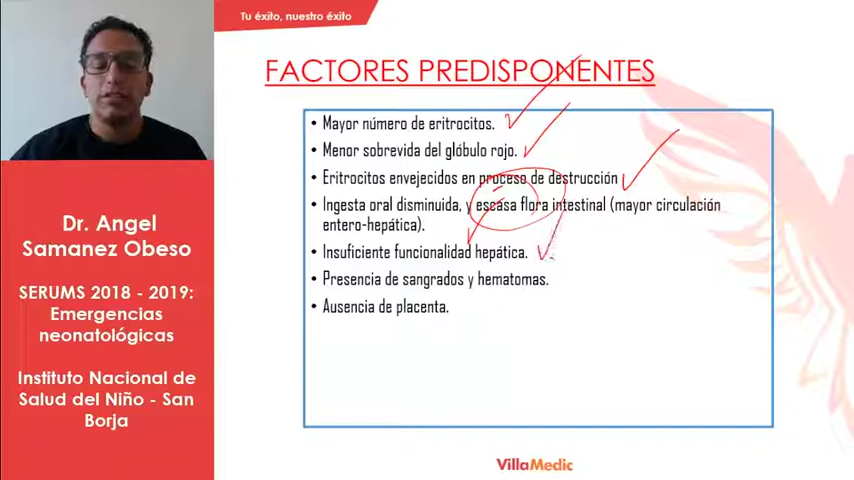 Tu éxito, nuestro éxito
FACTORES PREDISPONENTES
• Mayor número de eritrocitos.
• Menor sobrevida del glóbulo rojo.
• Eritrocitos envejecidos en proceso de destrucción
• Ingesta oral disminuida, y escasa flora intestinal (mayor circulación
entero-hepática).
• Insuficiente funcionalidad hepática.
• Presencia de sangrados y hematomas.
• Ausencia de placenta.
Dr. Angel
Samanez Obeso
SERUMS 2018 - 2019:
Emergencias
neonatológicas
Instituto Nacional de
Salud del Niño - San
Borja
VillaMedic